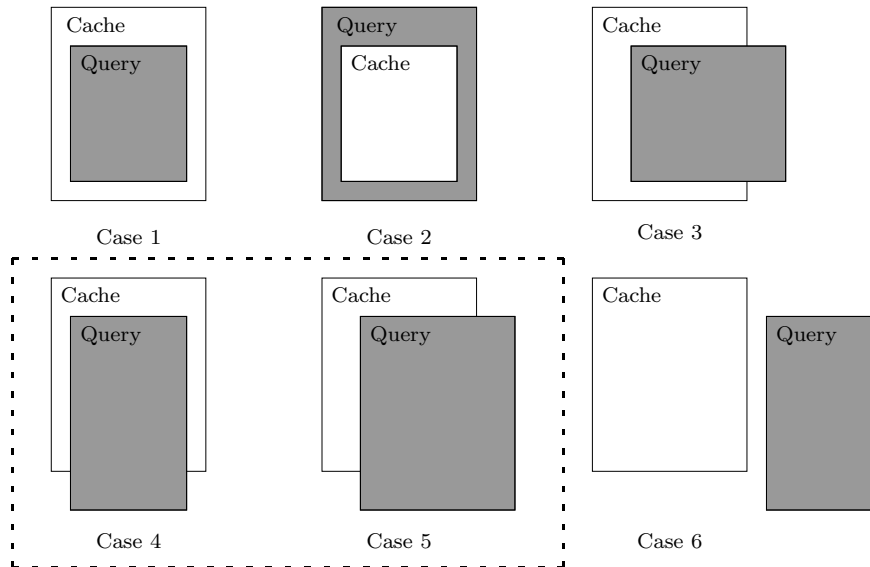 Cache
Query
Query
Cache
Cache
Query
Case 1
Case 2
Case 3
Cache
Query
Cache
Query
Cache
Query
Case 4
Case 5
Case 6